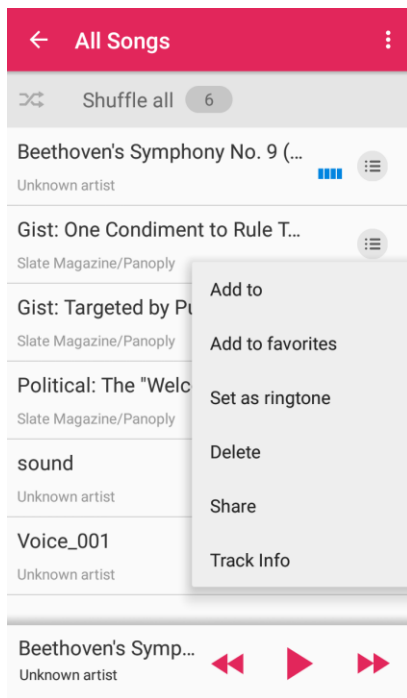 All Songs
Shuffle all 6
Beethoven's Symphony No. 9 (...
Unknown artist
Gist: One Condiment to Rule T...
Slate Magazine/Panoply
Gist: Targeted by Pu
Slate Magazine/Panoply
Political: The "Welc
Slate Magazine/Panoply
sound
Unknown artist
Voice_001
Unknown artist
Add to
Add to favorites
Set as ringtone
Delete
Share
Track Info
Beethoven's Symp...
Unknown artist